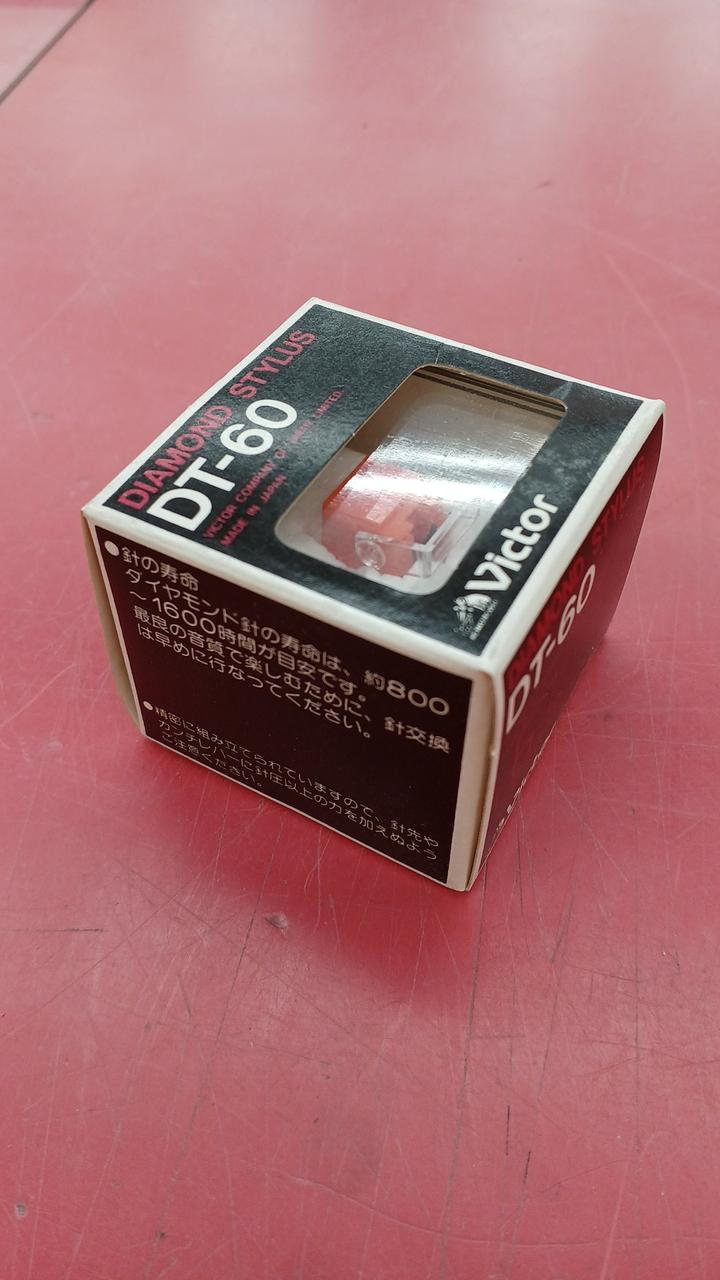 DIAMOND STYLUS
DT-60
VICTOR COMPANY OF JAPAN, LIMITED
MADE IN JAPAN
Victor
●針の寿命
ダイヤモンド針の寿命は、約800
～1600時間が目安です。
最良の音質で楽しむために、針交換
は早めに行なってください。
●精密に組み立てられていますので、針先や
カンチレバーに針圧以上の力を加えぬよう
ご注意ください。
DIAMOND STYLUS
DT-60